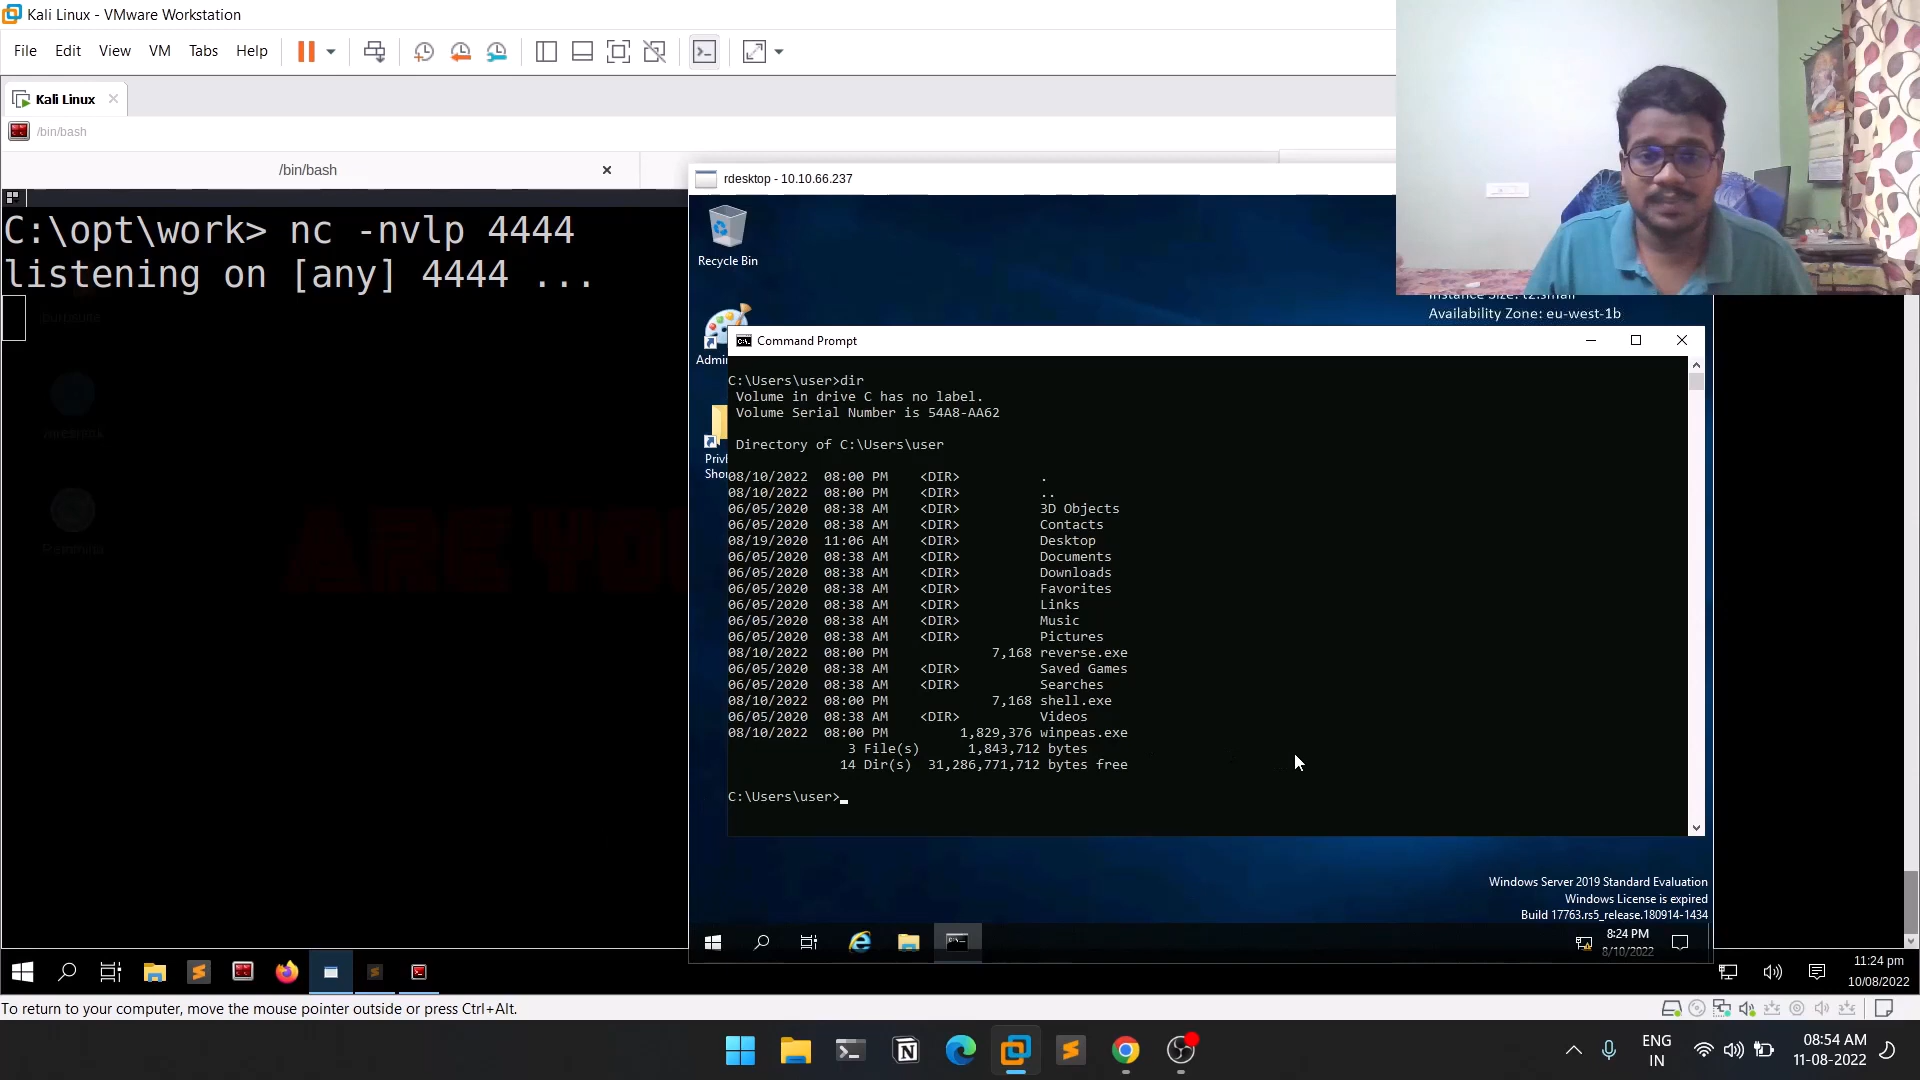 Kali Linux - VMware Workstation
File Edit View VM Tabs Help
Kali Linux
/bin/bash
/bin/bash
C:\opt\work> nc -nvlp 4444
listening on [any] 4444 ...
ARE YOU
rdesktop - 10.10.66.237
Recycle Bin
Instance Size: t2.small
Availability Zone: eu-west-1b
Command Prompt
C:\Users\user>dir
Volume in drive C has no label.
Volume Serial Number is 54A8-AA62
Directory of C:\Users\user
08/10/2022 08:00 PM <DIR> .
08/10/2022 08:00 PM <DIR> ..
06/05/2020 08:38 AM <DIR> 3D Objects
06/05/2020 08:38 AM <DIR> Contacts
08/19/2020 11:06 AM <DIR> Desktop
06/05/2020 08:38 AM <DIR> Documents
06/05/2020 08:38 AM <DIR> Downloads
06/05/2020 08:38 AM <DIR> Favorites
06/05/2020 08:38 AM <DIR> Links
06/05/2020 08:38 AM <DIR> Music
06/05/2020 08:38 AM <DIR> Pictures
08/10/2022 08:00 PM 7,168 reverse.exe
06/05/2020 08:38 AM <DIR> Saved Games
06/05/2020 08:38 AM <DIR> Searches
08/10/2022 08:00 PM 7,168 shell.exe
06/05/2020 08:38 AM <DIR> Videos
08/10/2022 08:00 PM 1,829,376 winpeas.exe
3 File(s) 1,843,712 bytes
14 Dir(s) 31,286,771,712 bytes free
C:\Users\user>
Admin
PrivE
Shor
Windows Server 2019 Standard Evaluation
Windows License is expired
Build 17763.rs5_release.180914-1434
8:24 PM
8/10/2022
11:24 pm
10/08/2022
To return to your computer, move the mouse pointer outside or press Ctrl+Alt.
ENG
IN
08:54 AM
11-08-2022